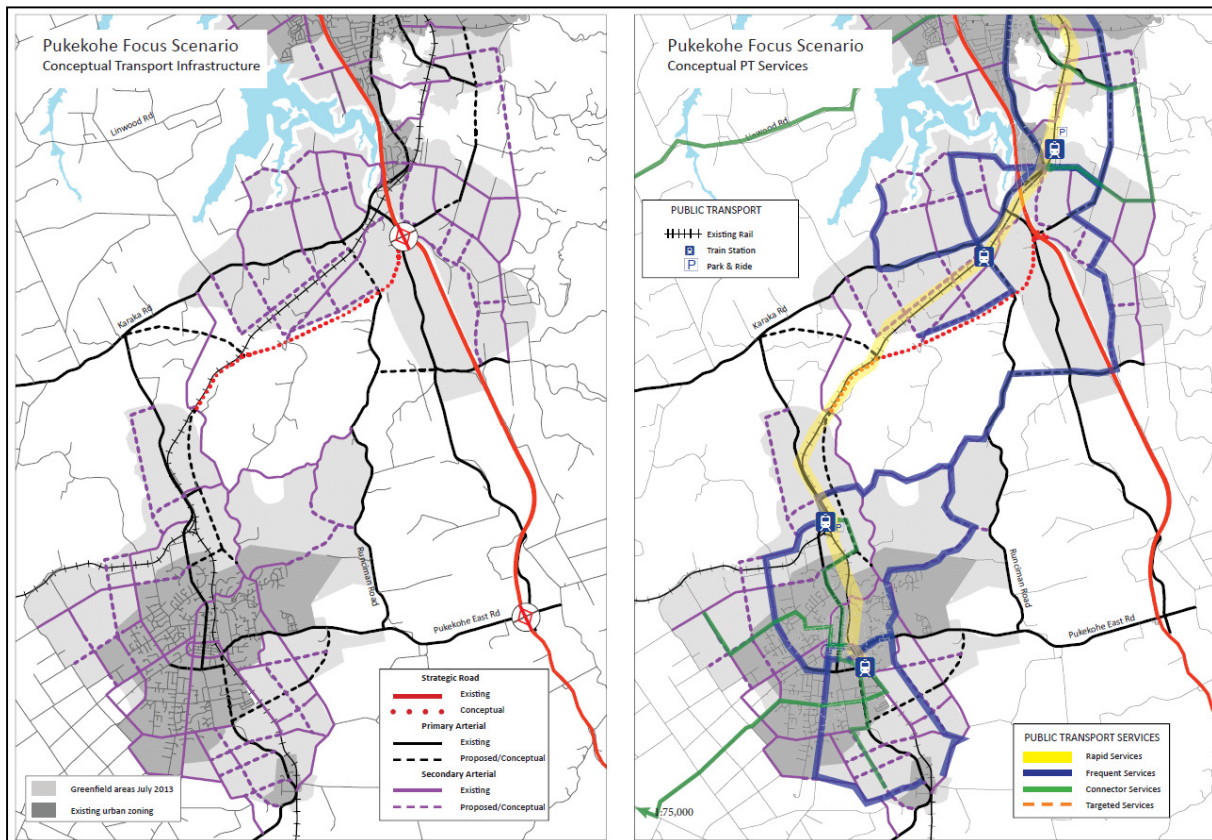 Pukekohe Focus Scenario
Conceptual Transport Infrastructure
Linwood Rd
Karaka Rd
Runciman Road
Pukekohe East Rd
Strategic Road
Existing
Conceptual
Primary Arterial
Existing
Proposed/Conceptual
Secondary Arterial
Existing
Proposed/Conceptual
Greenfield areas July 2013
Existing urban zoning
Pukekohe Focus Scenario
Conceptual PT Services
Linwood Rd
P
PUBLIC TRANSPORT
Existing Rail
Train Station
P Park & Ride
Karaka Rd
P
Runciman Road
Pukekohe East Rd
PUBLIC TRANSPORT SERVICES
Rapid Services
Frequent Services
Connector Services
Targeted Services
1:75,000